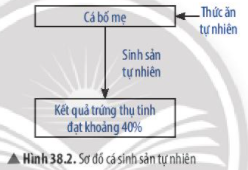 Cá bố mẹ
Thức ăn
tự nhiên
Sinh sản
tự nhiên
Kết quả trứng thụ tinh
đạt khoảng 40%
▲ Hình 38.2. Sơ đồ cá sinh sản tự nhiên